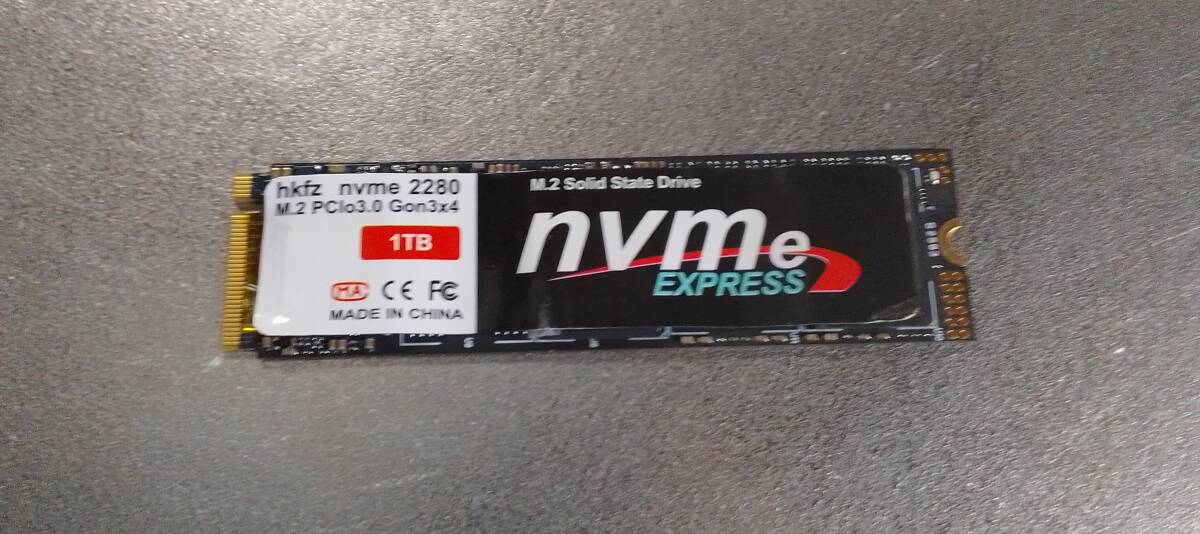 hkfz nvme 2280
M.2 PCIo3.0 Gon3x4
1TB
MA CE FC
MADE IN CHINA
M.2 Solid State Drive
nvme
EXPRESS